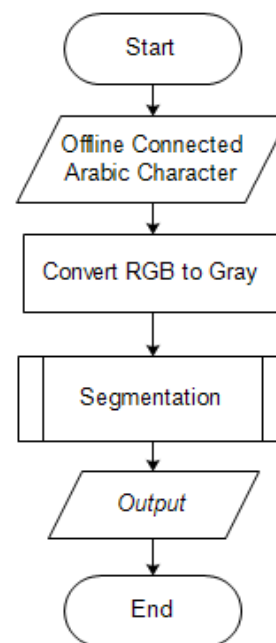 Start
Offline Connected
Arabic Character
Convert RGB to Gray
Segmentation
Output
End